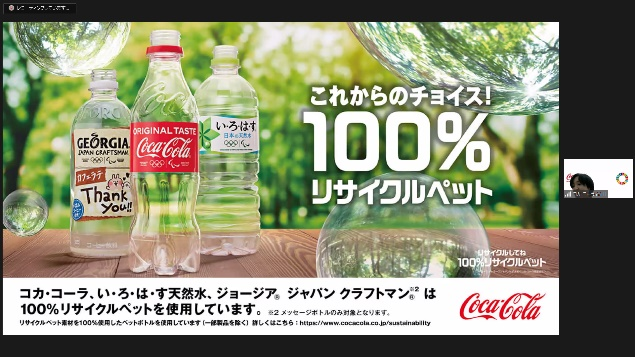 これからのチョイス!
100%
リサイクルペット
GEORGIA
JAPAN CRAFTSMAN
カフェラテ
Thank
You!!
ORIGINAL TASTE
Coca-Cola
い・ろ・は・す
日本の天然水
リサイクルしてね
100%リサイクルペット
コカ・コーラ、い・ろ・は・す天然水、ジョージア® ジャパン クラフトマン®※2 は
100%リサイクルペットを使用しています。 ※2 メッセージボトルのみ対象となります。
リサイクルペット素材を100%使用したペットボトルを使用しています(一部製品を除く) 詳しくはこちら:https://www.cocacola.co.jp/sustainability
Coca-Cola